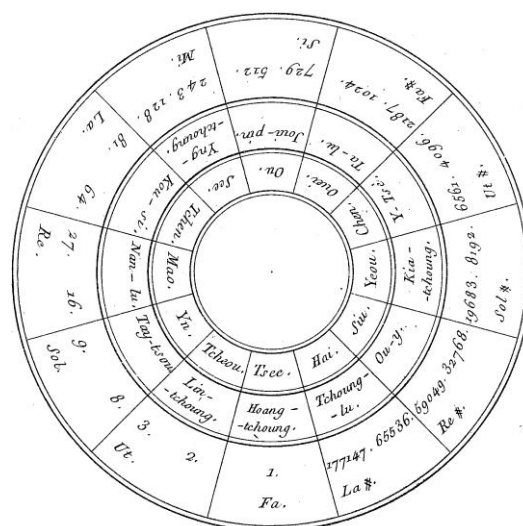 Fa.
1.
Hoang-
-tchoung.
Tsee.
Ut.
3.
2.
Lin-
-tchoung.
Tcheou.
Sol.
9.
8.
Tay-tsou
Yn.
Re.
27.
16.
Nan-lu.
Mao.
La.
81.
64.
Kou-si.
Tchen.
Mi.
243. 128.
Yng
-tchoung.
See.
Si.
729. 512.
Joui-pin.
Ou.
Fa#.
2187. 1024.
Ta-lu.
Ouei.
Ut#.
6561. 4096.
Y-Tsé.
Chen.
Sol#.
19683. 8192.
Kia-
-tchoung.
Yeou.
Re#.
59049. 32768.
Ou-y.
Siu.
La#.
177147. 65536.
Tchoung-
-lu.
Hai.